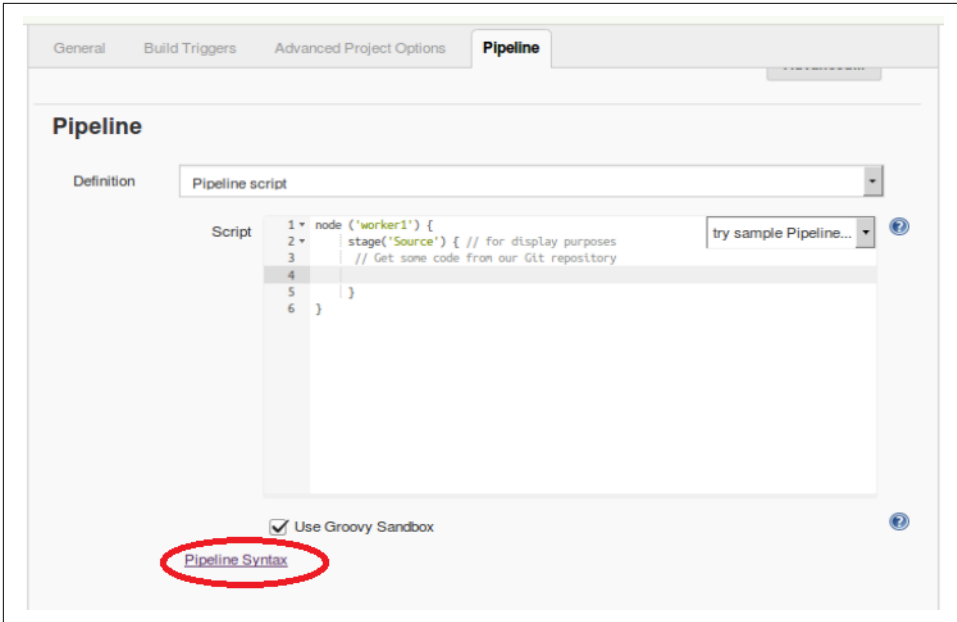 General Build Triggers Advanced Project Options Pipeline
Pipeline
Definition Pipeline script
Script
try sample Pipeline...
1 node ('worker1') {
2 stage('Source') { // for display purposes
3 // Get some code from our Git repository
4
5 }
6 }
Use Groovy Sandbox
Pipeline Syntax